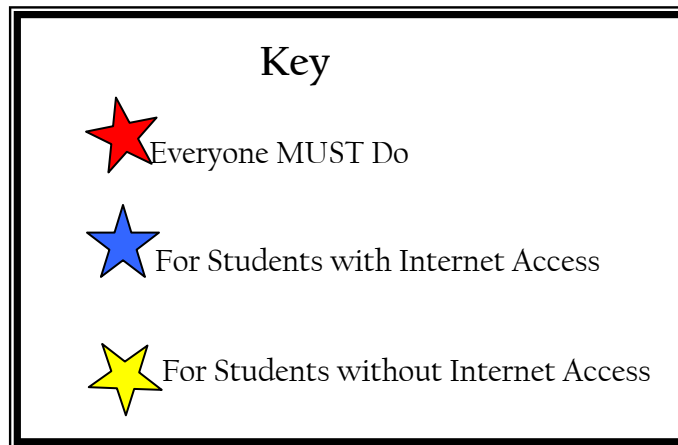 Key
Everyone MUST Do
For Students with Internet Access
For Students without Internet Access